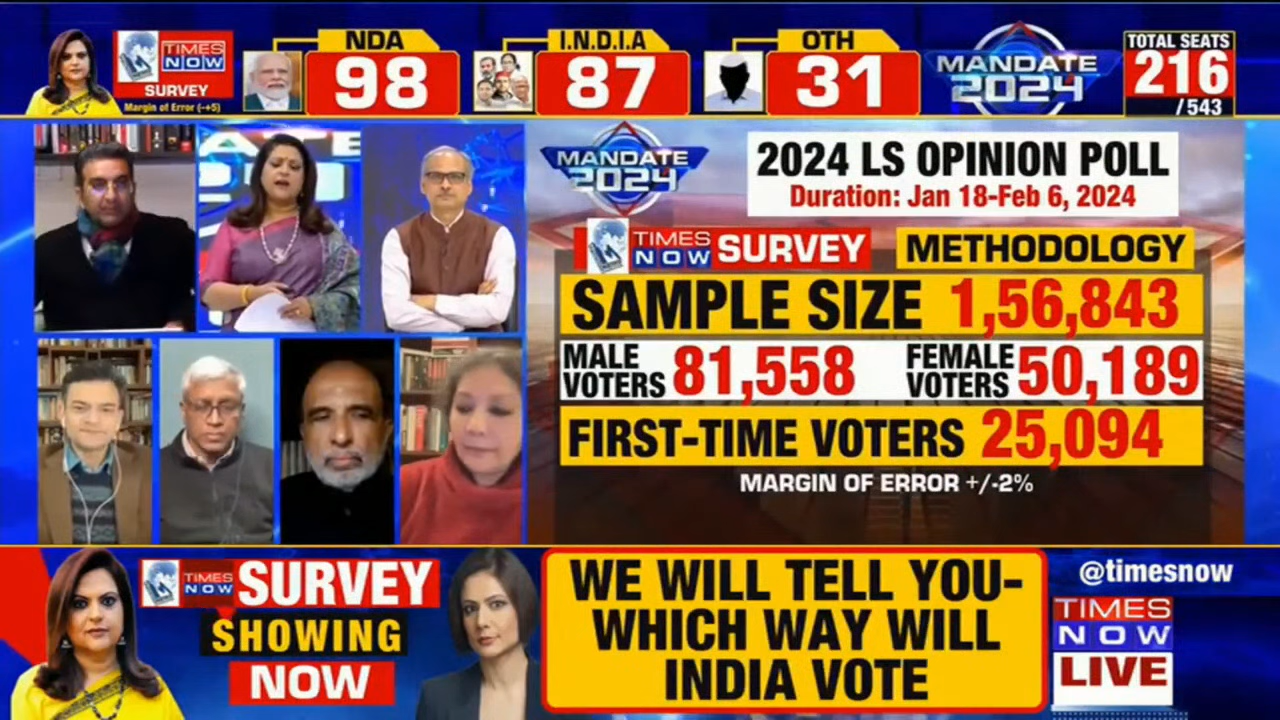 NDA
98
I.N.D.I.A
87
OTH
31
TIMES
NOW
SURVEY
Margin of Error (-+5)
MANDATE
2024
TOTAL SEATS
216
/543
MANDATE
2024
2024 LS OPINION POLL
Duration: Jan 18-Feb 6, 2024
TIMES
NOW
SURVEY
METHODOLOGY
SAMPLE SIZE 1,56,843
MALE
VOTERS 81,558
FEMALE
VOTERS 50,189
FIRST-TIME VOTERS 25,094
MARGIN OF ERROR +/-2%
TIMES
NOW
SURVEY
SHOWING
NOW
WE WILL TELL YOU-
WHICH WAY WILL
INDIA VOTE
@timesnow
TIMES
NOW
LIVE